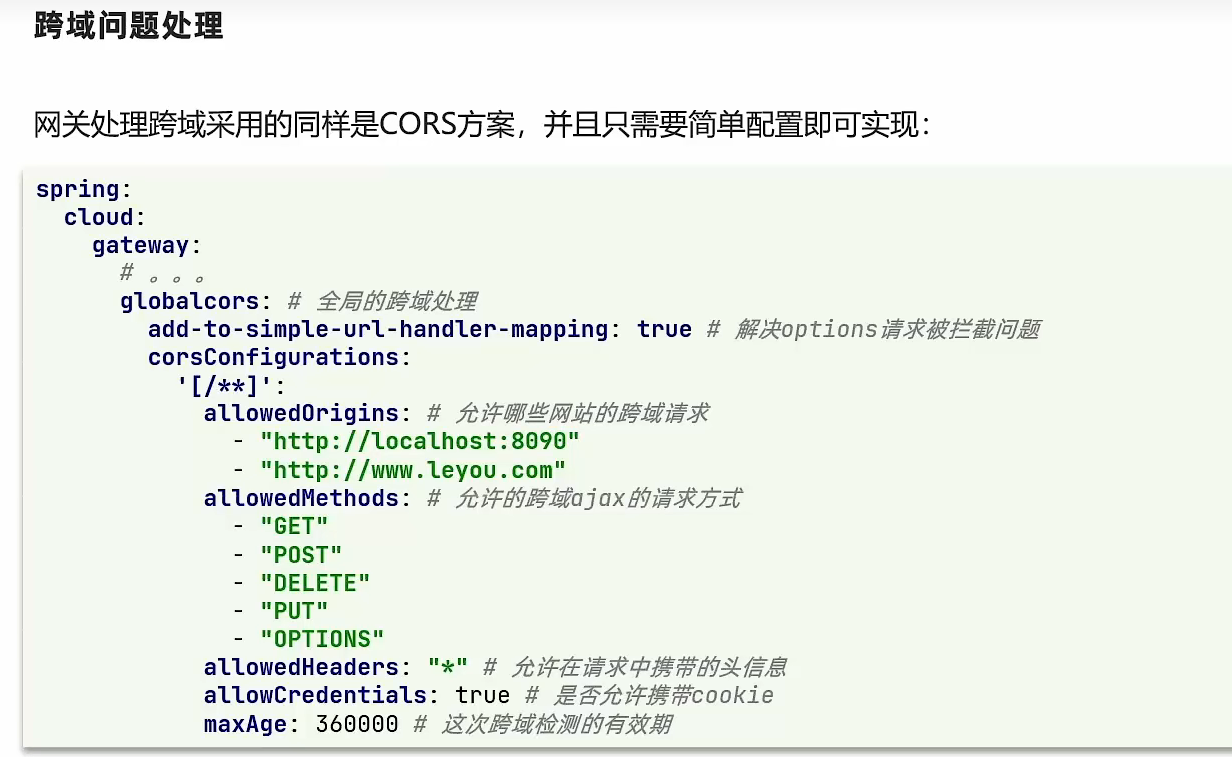 跨域问题处理
网关处理跨域采用的同样是CORS方案，并且只需要简单配置即可实现：
spring:
  cloud:
    gateway:
      # 。。。
      globalcors: # 全局的跨域处理
        add-to-simple-url-handler-mapping: true # 解决options请求被拦截问题
        corsConfigurations:
          '[/**]':
            allowedOrigins: # 允许哪些网站的跨域请求
              - "http://localhost:8090"
              - "http://www.leyou.com"
            allowedMethods: # 允许的跨域ajax的请求方式
              - "GET"
              - "POST"
              - "DELETE"
              - "PUT"
              - "OPTIONS"
            allowedHeaders: "*" # 允许在请求中携带的头信息
            allowCredentials: true # 是否允许携带cookie
            maxAge: 360000 # 这次跨域检测的有效期